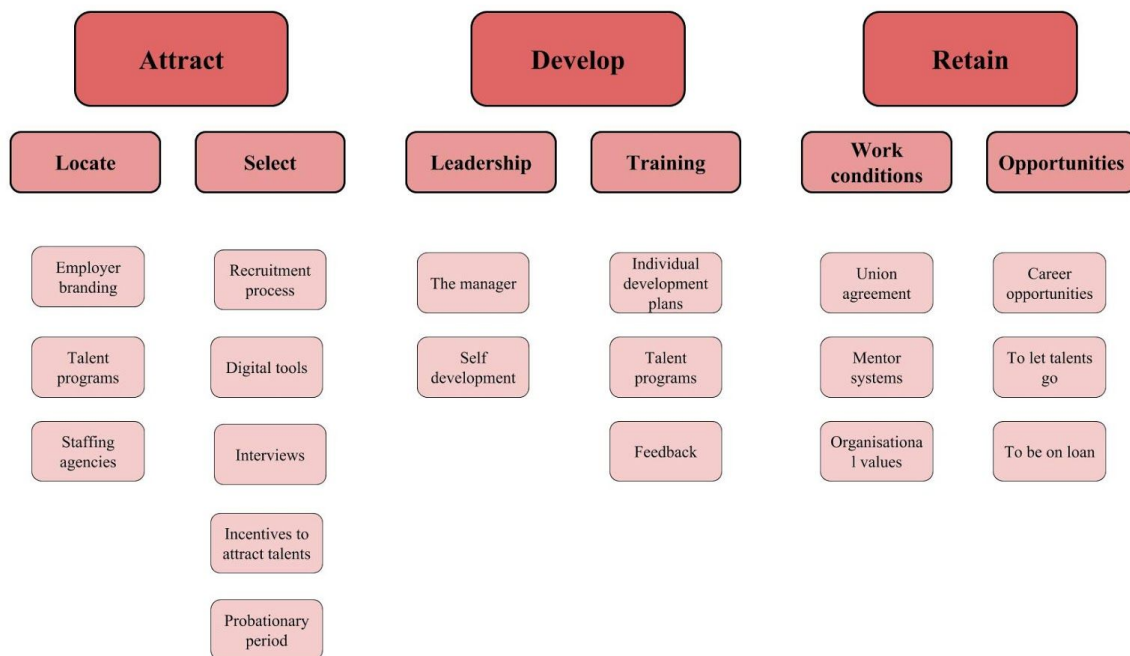 Attract
Develop
Retain
Locate
Select
Leadership
Training
Work
conditions
Opportunities
Employer
branding
Talent
programs
Staffing
agencies
Recruitment
process
Digital tools
Interviews
Incentives to
attract talents
Probationary
period
The manager
Self
development
Individual
development
plans
Talent
programs
Feedback
Union
agreement
Mentor
systems
Organisationa
l values
Career
opportunities
To let talents
go
To be on loan